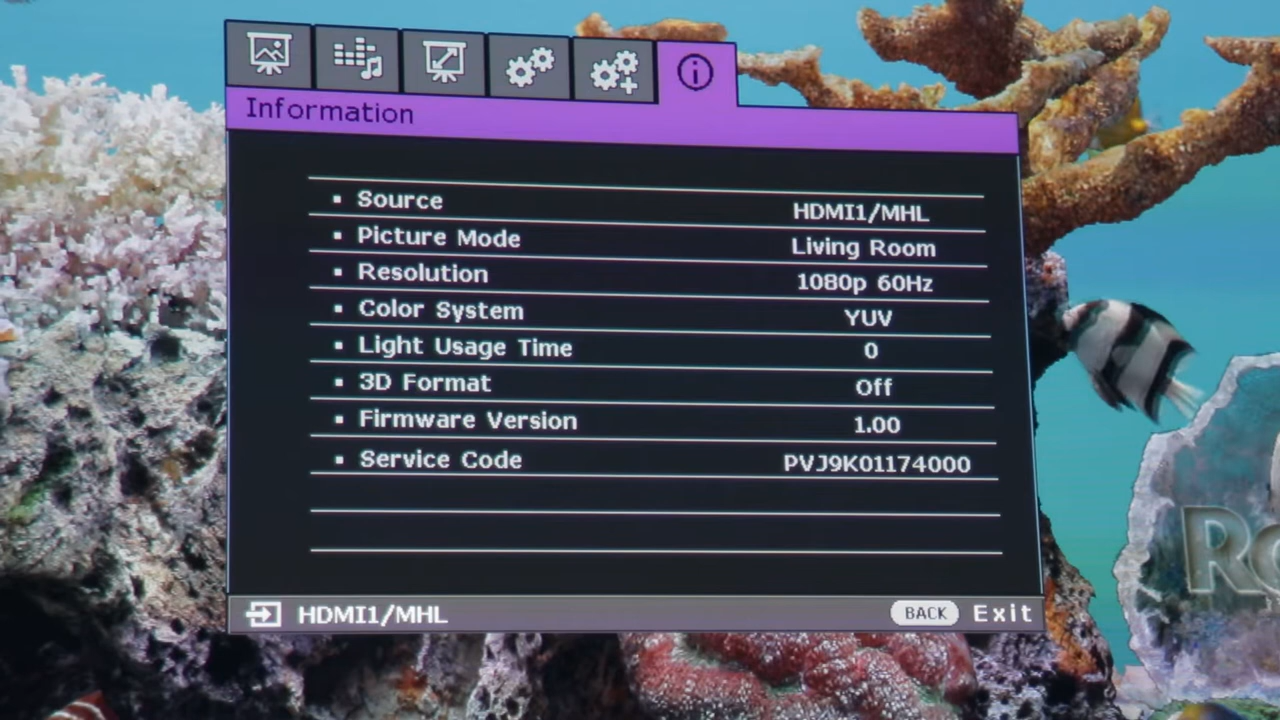 Information
Source HDMI1/MHL
Picture Mode Living Room
Resolution 1080p 60Hz
Color System YUV
Light Usage Time 0
3D Format Off
Firmware Version 1.00
Service Code PVJ9K01174000
HDMI1/MHL BACK Exit